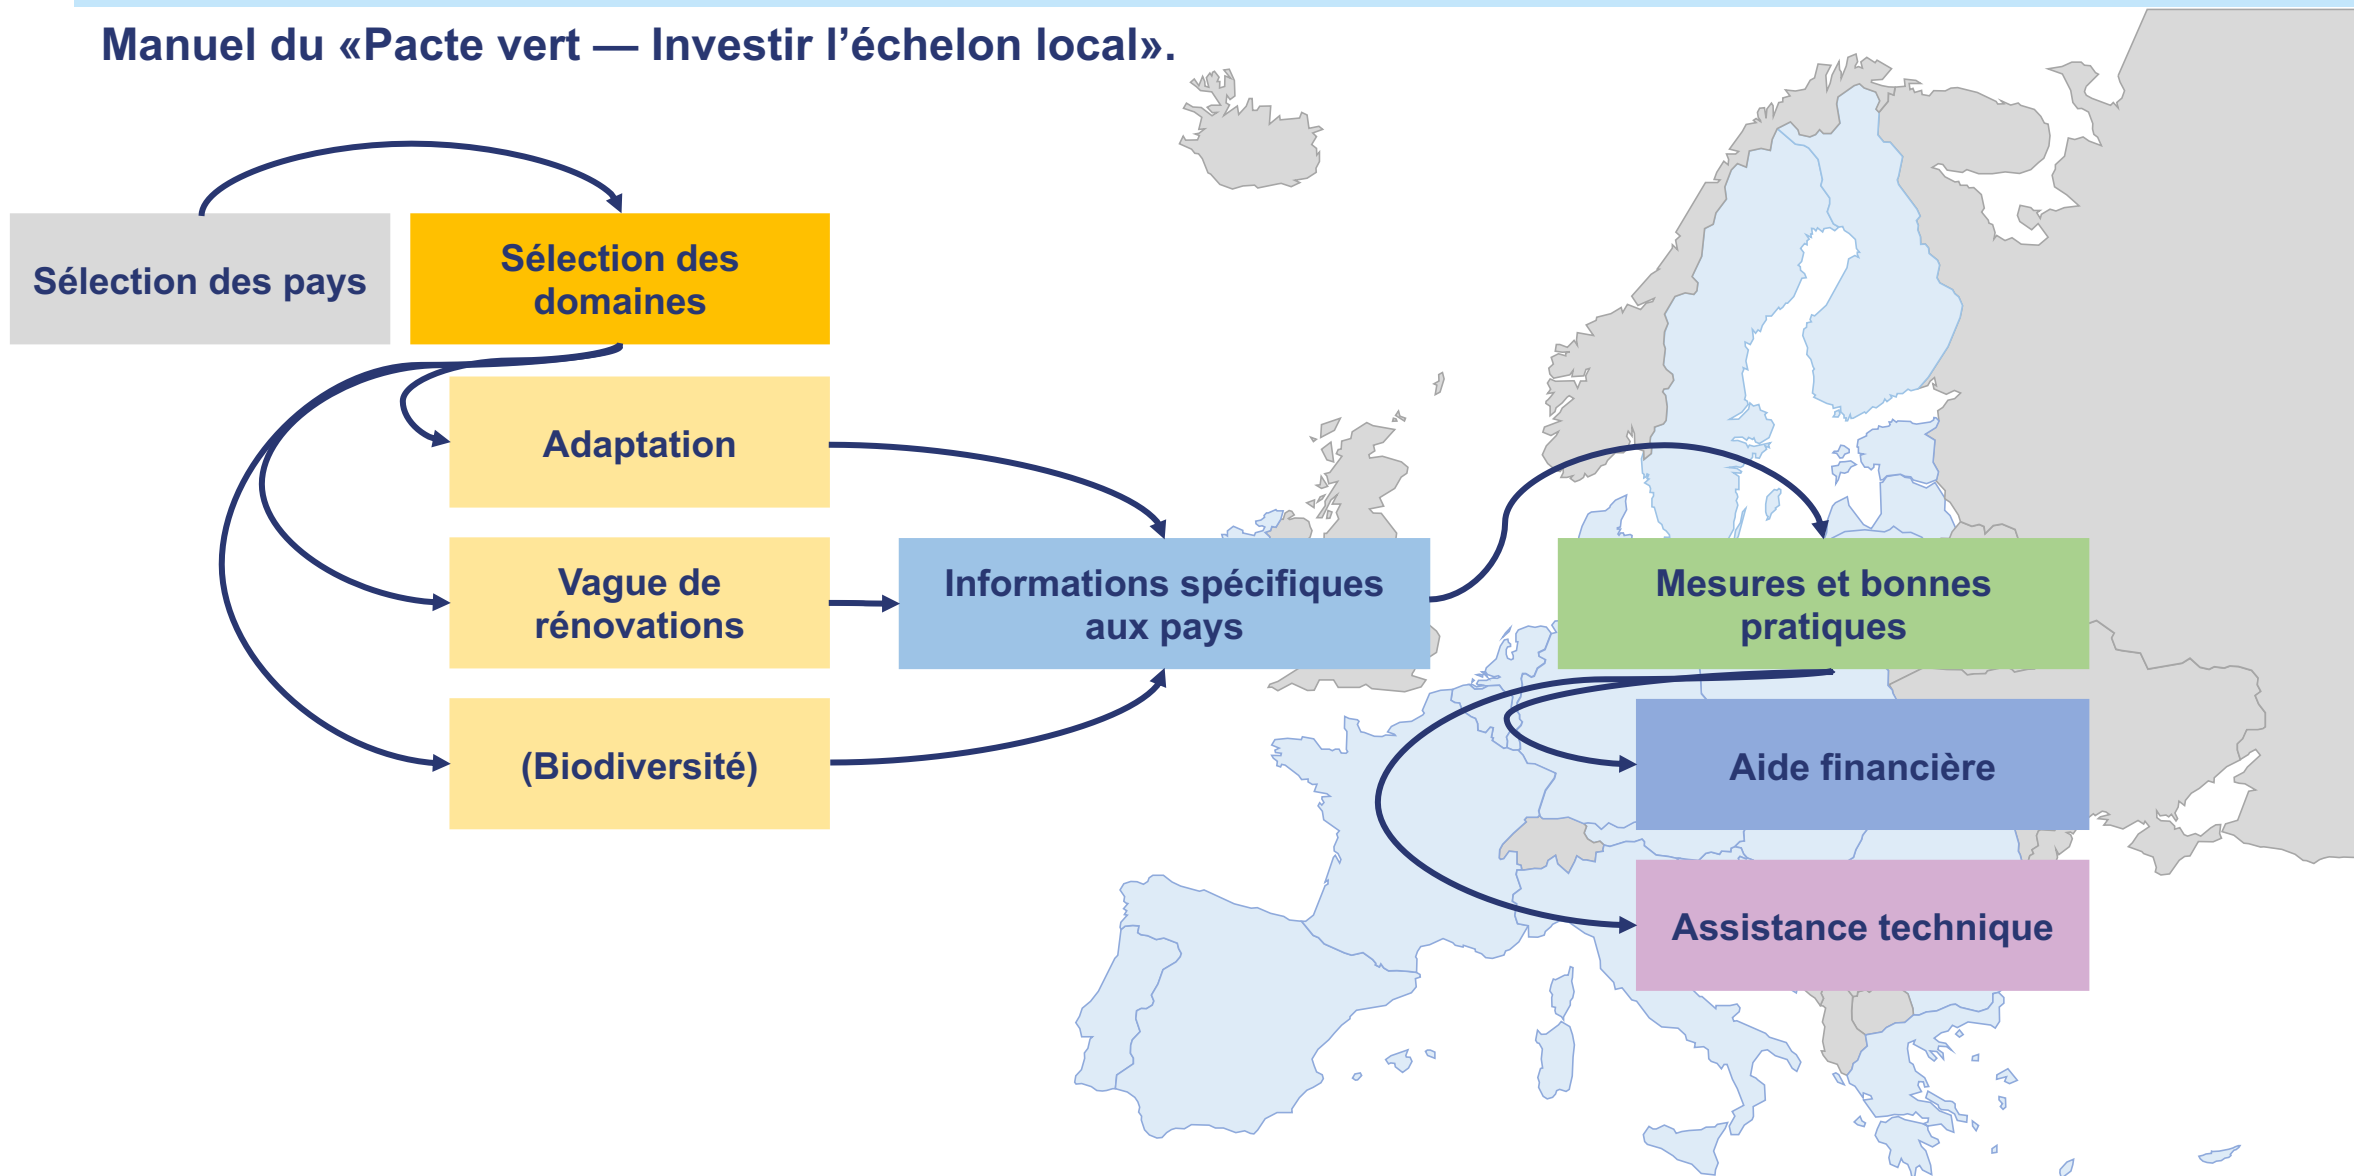 Manuel du «Pacte vert — Investir l’échelon local».
Sélection des pays
Sélection des
domaines
Adaptation
Vague de
rénovations
(Biodiversité)
Informations spécifiques
aux pays
Mesures et bonnes
pratiques
Aide financière
Assistance technique